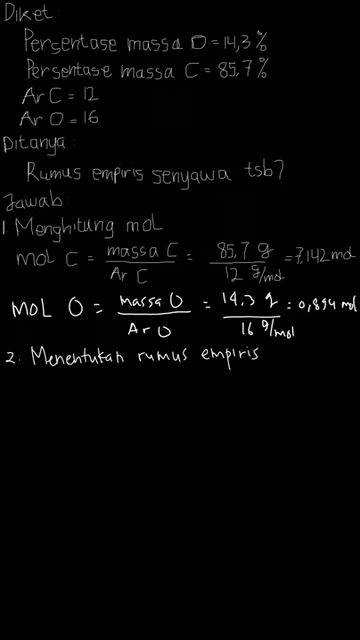 Diket:
Persentase massa O = 14,3 %
Persentase massa C = 85,7 %
Ar C = 12
Ar O = 16
Ditanya:
Rumus empiris senyawa tsb?
Jawab:
1 Menghitung mol
mol C = massa C / Ar C = 85,7 g / 12 g/mol = 7,142 mol
mol O = massa O / Ar O = 14,3 g / 16 g/mol = 0,894 mol
2. Menentukan rumus empiris